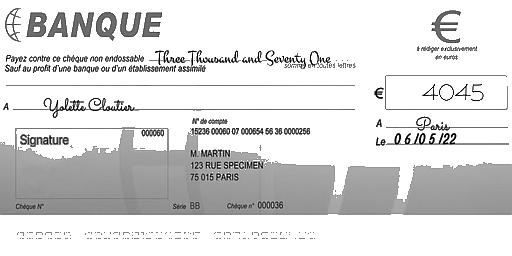 BANQUE
€
à rédiger exclusivement
en euros
Payez contre ce chèque non endossable Three Thousand and Seventy One
Sauf au profit d'une banque ou d'un établissement assimilé
somme en toutes lettres
€ 4045
A Yolette Cloutier
A Paris
Le 06/05/22
Signature
000060
N° de compte
15236 00060 07 000654 56 36 0000256
M. MARTIN
123 RUE SPECIMEN
75 015 PARIS
Chèque N°
Série BB
Chèque n° 000036